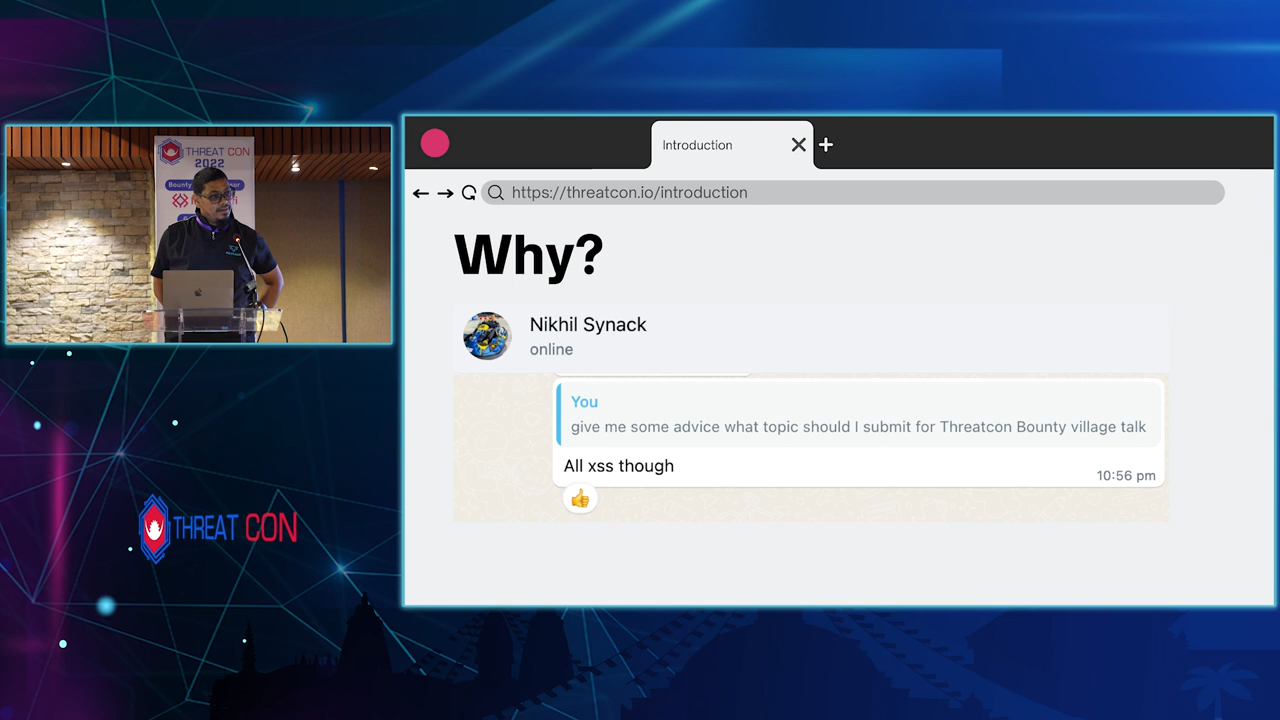 THREAT CON
2022
Bounty
Introduction
https://threatcon.io/introduction
Why?
Nikhil Synack
online
You
give me some advice what topic should I submit for Threatcon Bounty village talk
All xss though
10:56 pm
THREAT CON